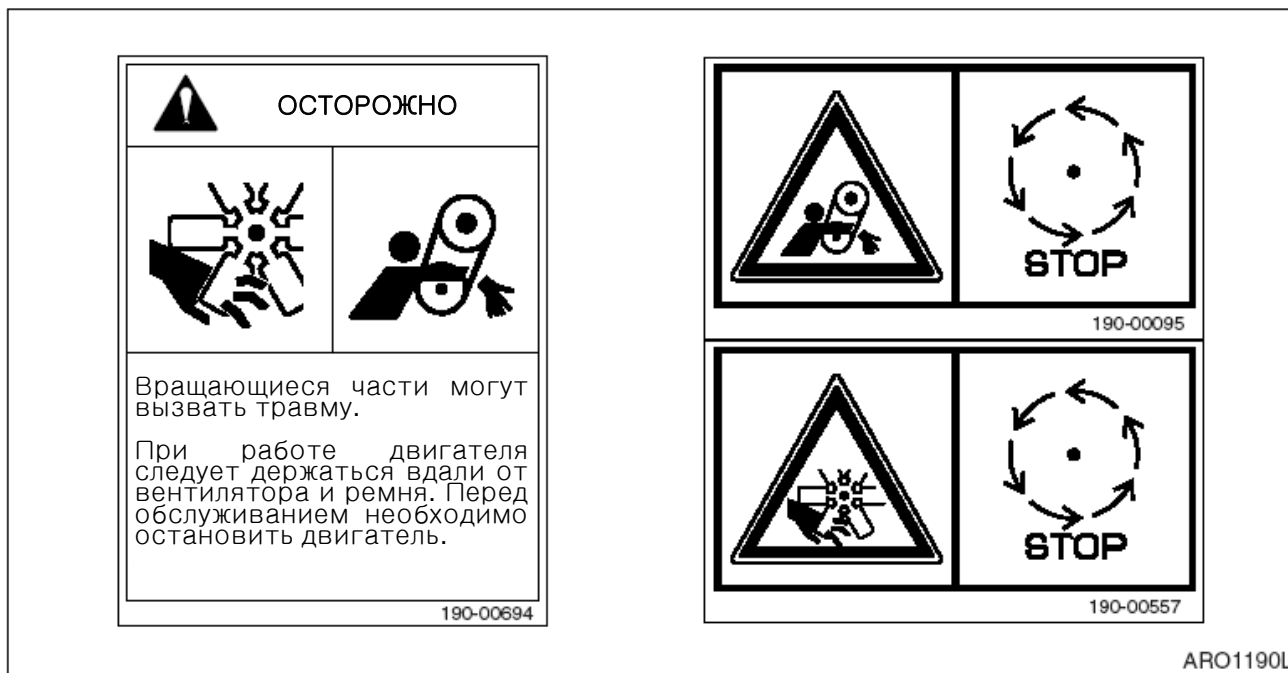 ОСТОРОЖНО
Вращающиеся части могут
вызвать травму.
При работе двигателя
следует держаться вдали от
вентилятора и ремня. Перед
обслуживанием необходимо
остановить двигатель.
190-00694
STOP
190-00095
STOP
190-00557
ARO1190L